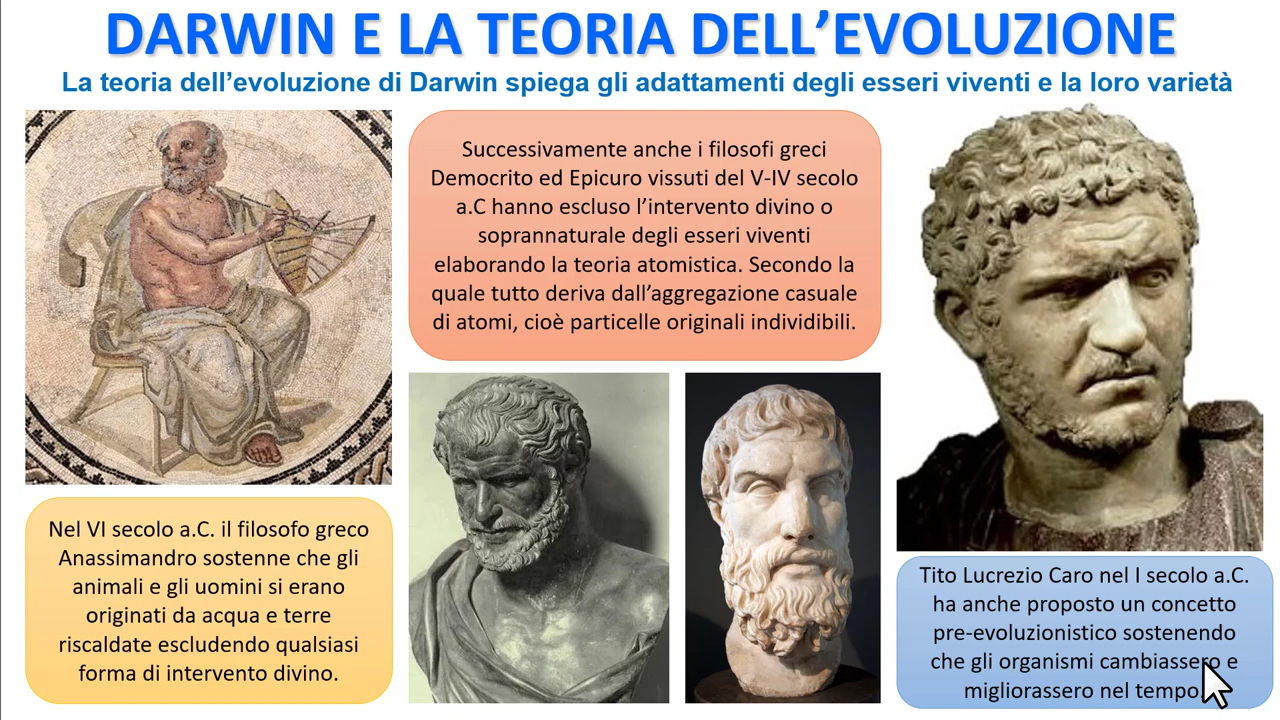 DARWIN E LA TEORIA DELL’EVOLUZIONE
La teoria dell’evoluzione di Darwin spiega gli adattamenti degli esseri viventi e la loro varietà
Nel VI secolo a.C. il filosofo greco
Anassimandro sostenne che gli
animali e gli uomini si erano
originati da acqua e terre
riscaldate escludendo qualsiasi
forma di intervento divino.
Successivamente anche i filosofi greci
Democrito ed Epicuro vissuti del V-IV secolo
a.C hanno escluso l’intervento divino o
soprannaturale degli esseri viventi
elaborando la teoria atomistica. Secondo la
quale tutto deriva dall’aggregazione casuale
di atomi, cioè particelle originali individibili.
Tito Lucrezio Caro nel I secolo a.C.
ha anche proposto un concetto
pre-evoluzionistico sostenendo
che gli organismi cambiassero e
migliorassero nel tempo.